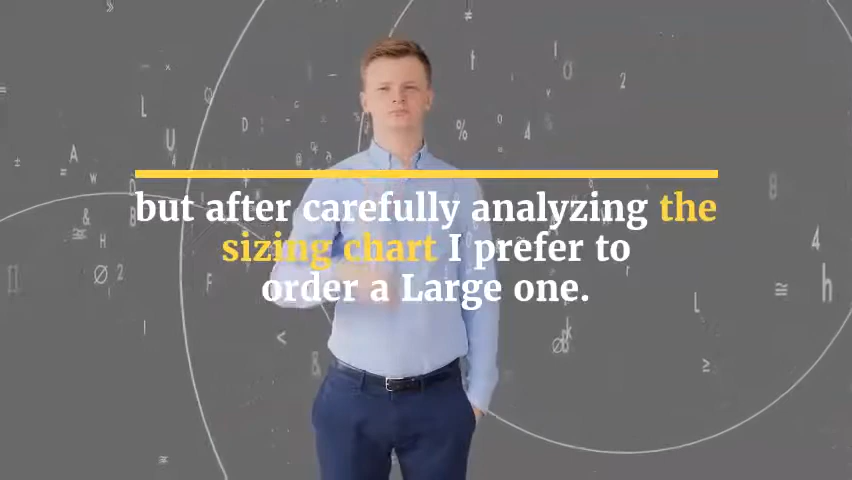 but after carefully analyzing the
sizing chart I prefer to
order a Large one.